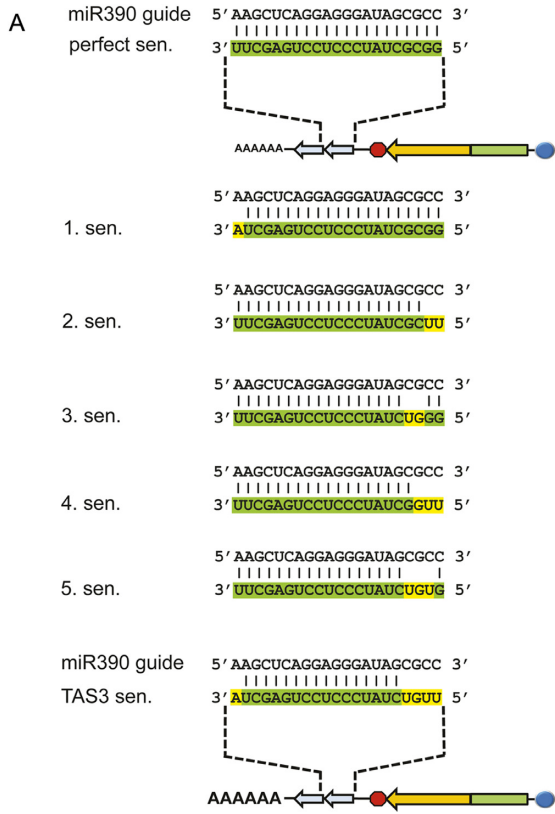 A
miR390 guide 5′ AAGCUCAGGAGGGAUAGCGCC 3′
perfect sen. 3′ UUCGAGUCCUCCCUAUCGCGG 5′
AAAAAA
5′ AAGCUCAGGAGGGAUAGCGCC 3′
1. sen. 3′ AUCGAGUCCUCCCUAUCGCGG 5′
5′ AAGCUCAGGAGGGAUAGCGCC 3′
2. sen. 3′ UUCGAGUCCUCCCUAUCGCUU 5′
5′ AAGCUCAGGAGGGAUAGCGCC 3′
3. sen. 3′ UUCGAGUCCUCCCUAUCUGGG 5′
5′ AAGCUCAGGAGGGAUAGCGCC 3′
4. sen. 3′ UUCGAGUCCUCCCUAUCGGUU 5′
5′ AAGCUCAGGAGGGAUAGCGCC 3′
5. sen. 3′ UUCGAGUCCUCCCUAUCUGUG 5′
miR390 guide 5′ AAGCUCAGGAGGGAUAGCGCC 3′
TAS3 sen. 3′ AUCGAGUCCUCCCUAUCUGUU 5′
AAAAAA